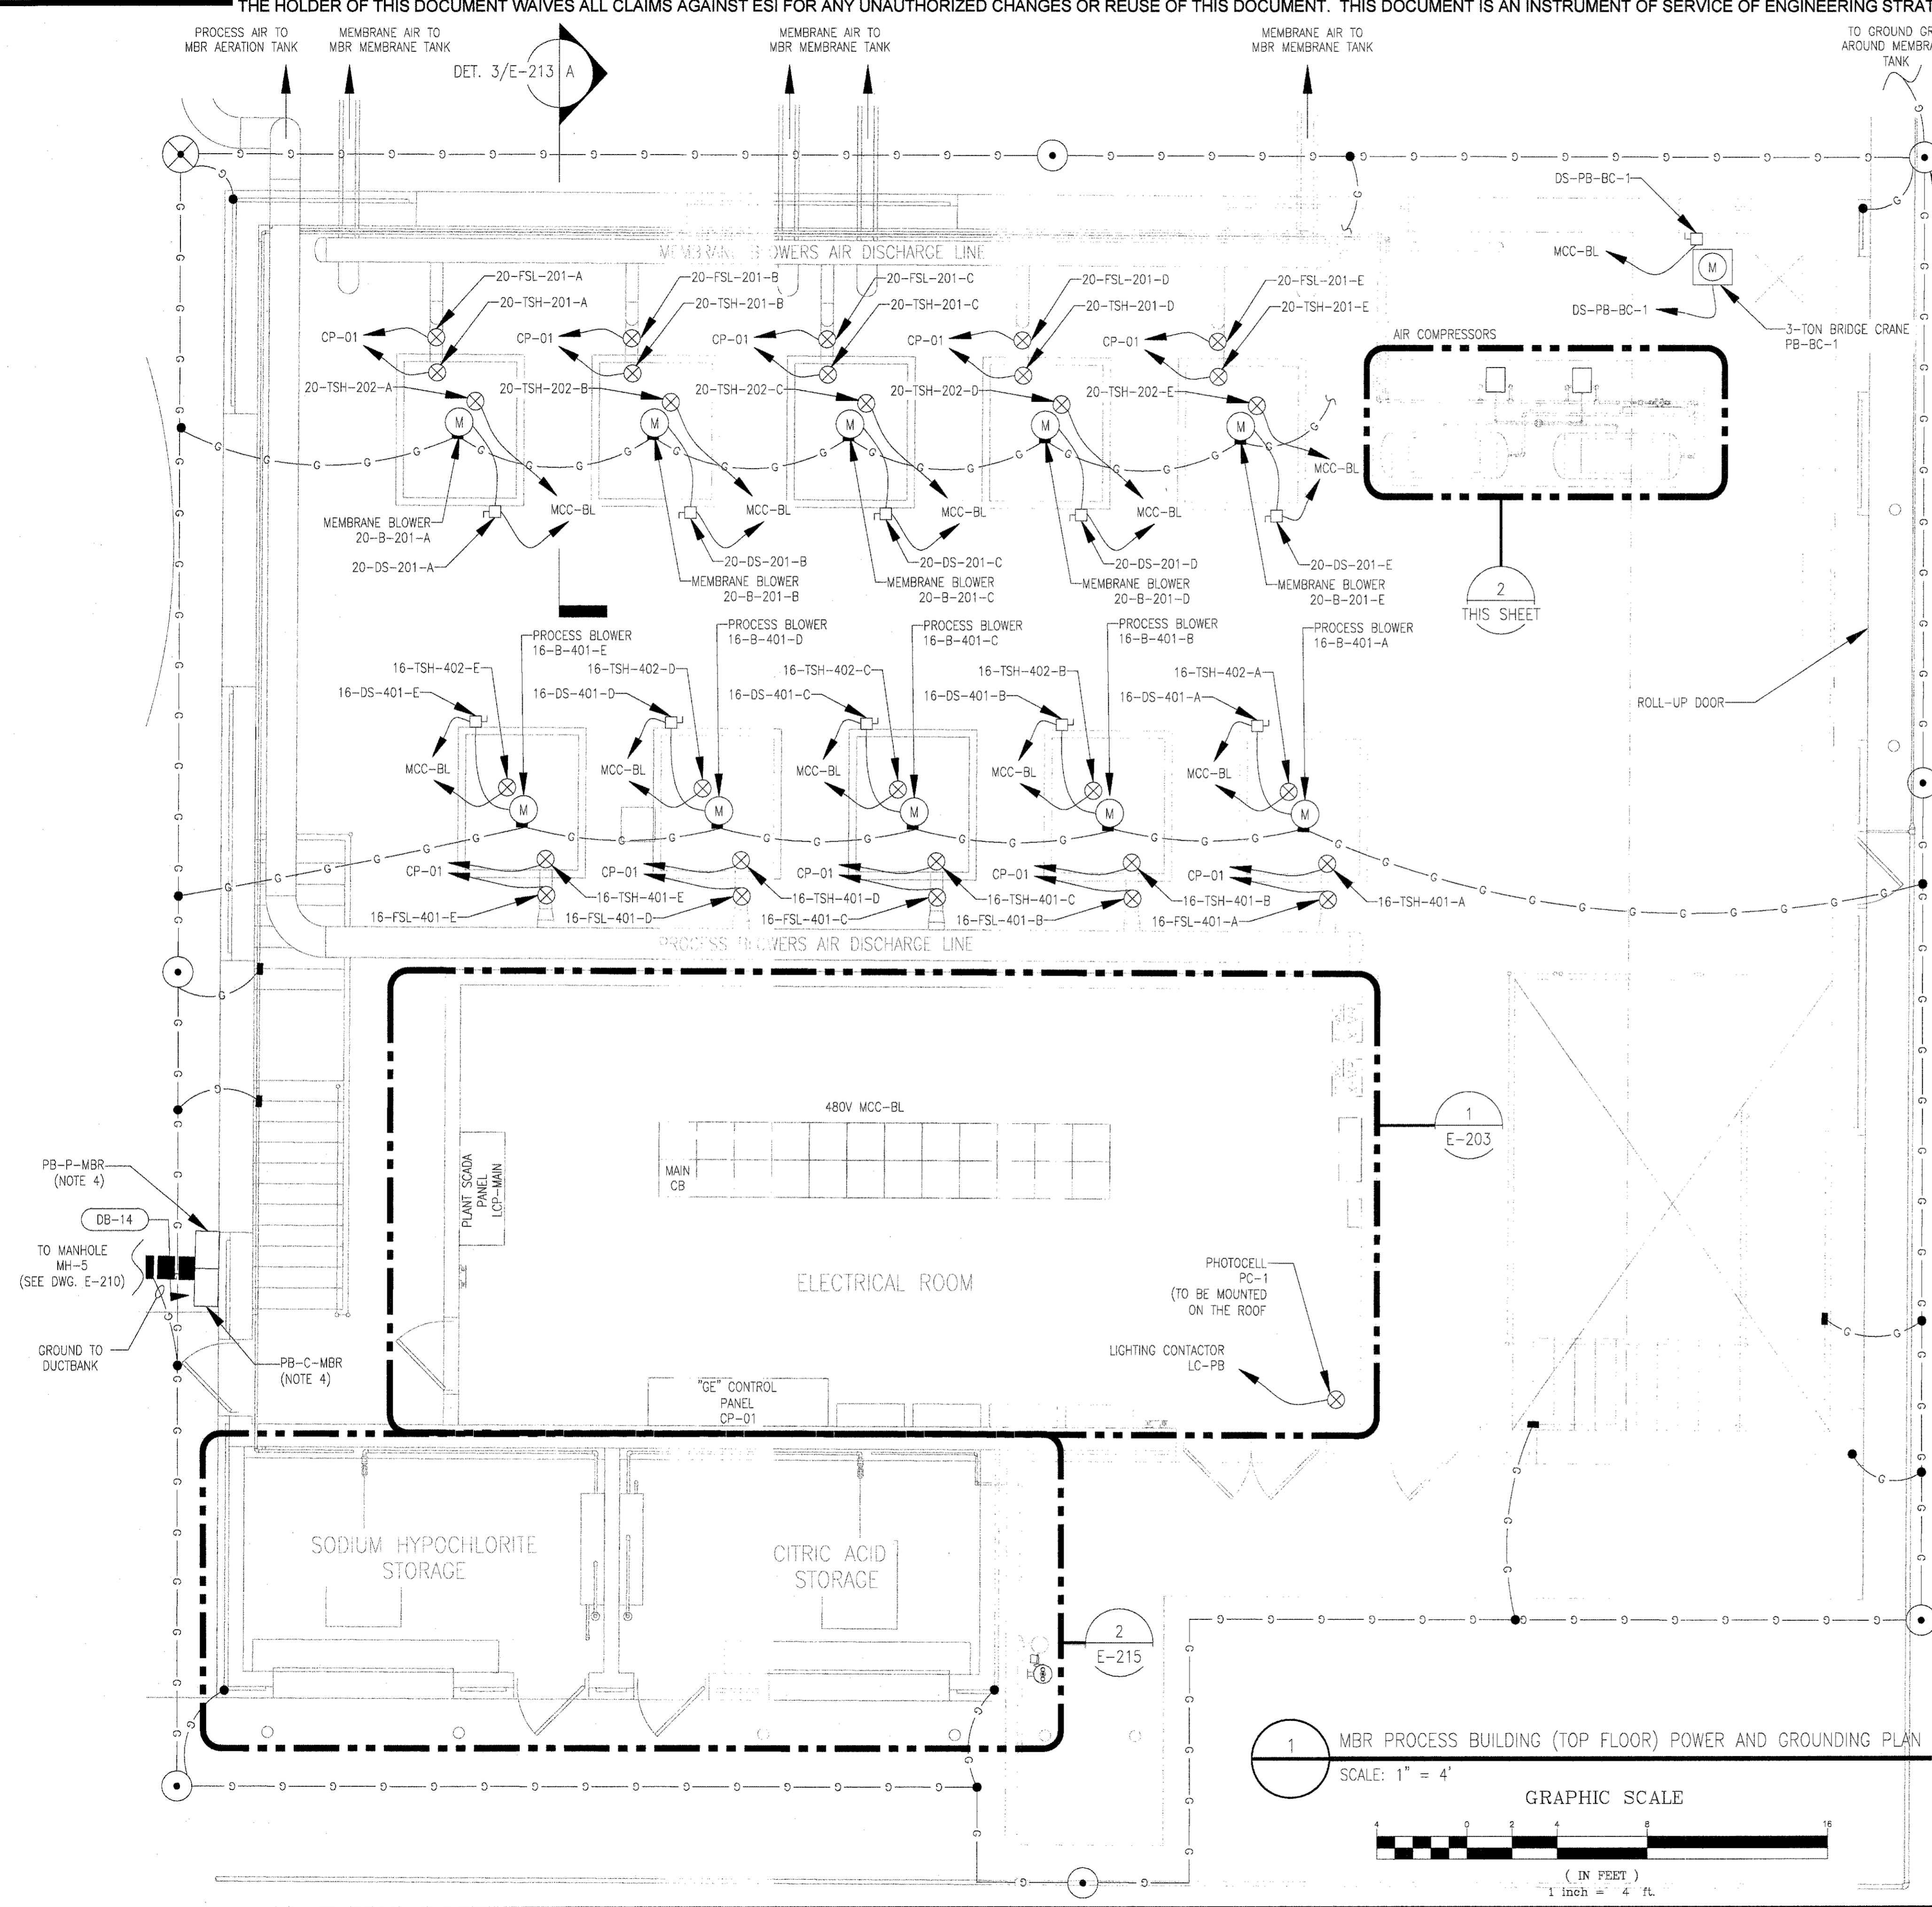 THE HOLDER OF THIS DOCUMENT WAIVES ALL CLAIMS AGAINST ESI FOR ANY UNAUTHORIZED CHANGES OR REUSE OF THIS DOCUMENT. THIS DOCUMENT IS AN INSTRUMENT OF SERVICE OF ENGINEERING
PROCESS AIR TO
MBR AERATION TANK
MEMBRANE AIR TO
MBR MEMBRANE TANK
DET. 3/E-213 A
MEMBRANE AIR TO
MBR MEMBRANE TANK
MEMBRANE AIR TO
MBR MEMBRANE TANK
TO GROUND
AROUND
TANK
DS-PB-BC-1
MCC-BL
M
DS-PB-BC-1
3-TON BRIDGE CRANE
PB-BC-1
MEMBRANE BLOWERS AIR DISCHARGE LINE
20-FSL-201-A
20-TSH-201-A
CP-01
20-TSH-202-A
M
MCC-BL
MEMBRANE BLOWER
20-B-201-A
20-DS-201-A
20-FSL-201-B
20-TSH-201-B
CP-01
20-TSH-202-B
M
MCC-BL
20-DS-201-B
MEMBRANE BLOWER
20-B-201-B
20-FSL-201-C
20-TSH-201-C
CP-01
20-TSH-202-C
M
MCC-BL
20-DS-201-C
MEMBRANE BLOWER
20-B-201-C
20-FSL-201-D
20-TSH-201-D
CP-01
20-TSH-202-D
M
MCC-BL
20-DS-201-D
MEMBRANE BLOWER
20-B-201-D
20-FSL-201-E
20-TSH-201-E
CP-01
20-TSH-202-E
M
MCC-BL
20-DS-201-E
MEMBRANE BLOWER
20-B-201-E
AIR COMPRESSORS
2
THIS SHEET
ROLL-UP DOOR
PROCESS BLOWER
16-B-401-E
16-TSH-402-E
16-DS-401-E
MCC-BL
M
CP-01
16-TSH-401-E
16-FSL-401-E
PROCESS BLOWER
16-B-401-D
16-TSH-402-D
16-DS-401-D
MCC-BL
M
CP-01
16-TSH-401-D
16-FSL-401-D
PROCESS BLOWER
16-B-401-C
16-TSH-402-C
16-DS-401-C
MCC-BL
M
CP-01
16-TSH-401-C
16-FSL-401-C
PROCESS BLOWER
16-B-401-B
16-TSH-402-B
16-DS-401-B
MCC-BL
M
CP-01
16-TSH-401-B
16-FSL-401-B
PROCESS BLOWER
16-B-401-A
16-TSH-402-A
16-DS-401-A
MCC-BL
M
CP-01
16-TSH-401-A
16-FSL-401-A
PROCESS BLOWERS AIR DISCHARGE LINE
480V MCC-BL
MAIN
CB
PLANT SCADA
PANEL
LCP-MAIN
1
E-203
PB-P-MBR
(NOTE 4)
DB-14
TO MANHOLE
MH-5
(SEE DWG. E-210)
GROUND TO
DUCTBANK
PB-C-MBR
(NOTE 4)
ELECTRICAL ROOM
PHOTOCELL
PC-1
(TO BE MOUNTED
ON THE ROOF
LIGHTING CONTACTOR
LC-PB
"GE" CONTROL
PANEL
CP-01
SODIUM HYPOCHLORITE
STORAGE
CITRIC ACID
STORAGE
2
E-215
1
MBR PROCESS BUILDING (TOP FLOOR) POWER AND GROUNDING PLAN
SCALE: 1" = 4'
GRAPHIC SCALE
4 0 2 4 8 16
( IN FEET )
1 inch = 4 ft.